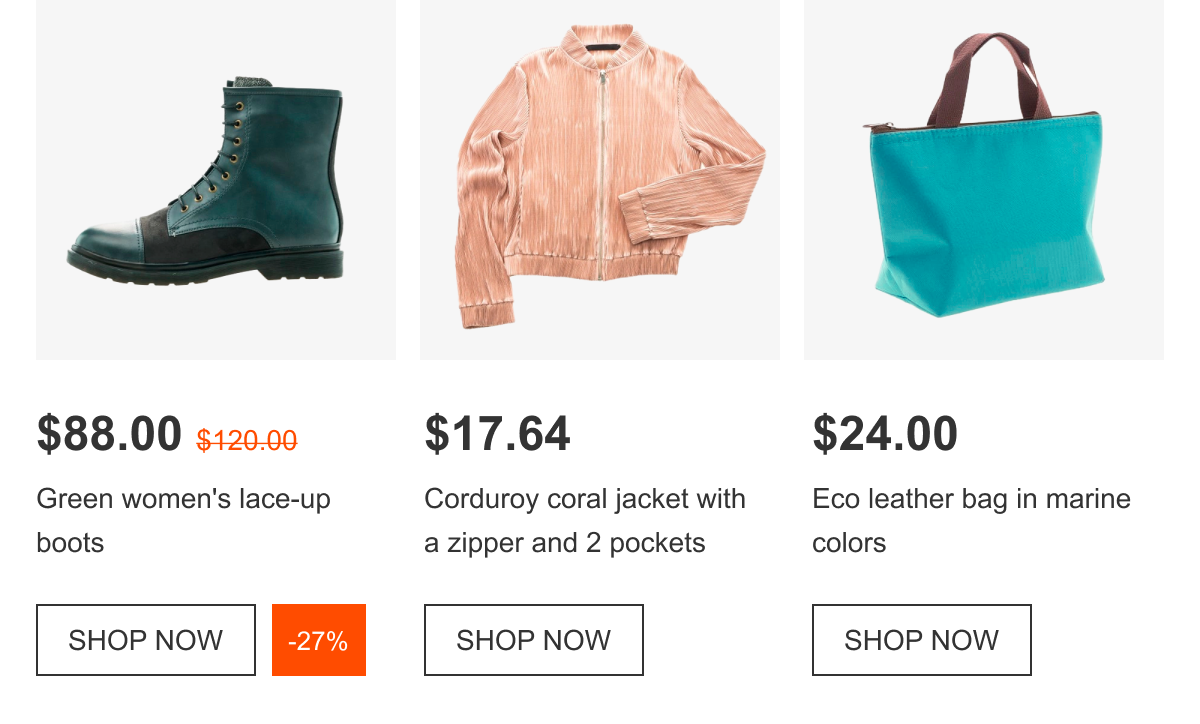 $88.00 $120.00
Green women's lace-up
boots
SHOP NOW
-27%
$17.64
Corduroy coral jacket with
a zipper and 2 pockets
SHOP NOW
$24.00
Eco leather bag in marine
colors
SHOP NOW